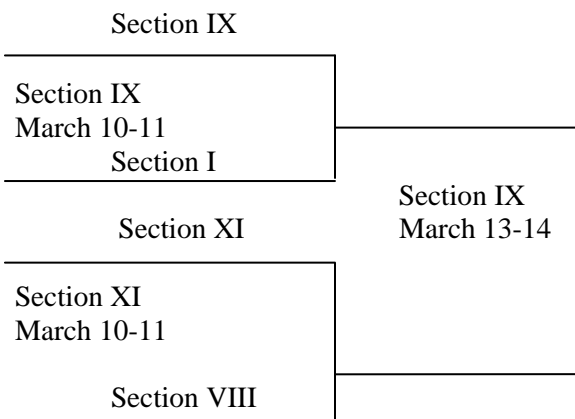 Section IX
Section IX
March 10-11
Section I
Section IX
March 13-14
Section XI
Section XI
March 10-11
Section VIII